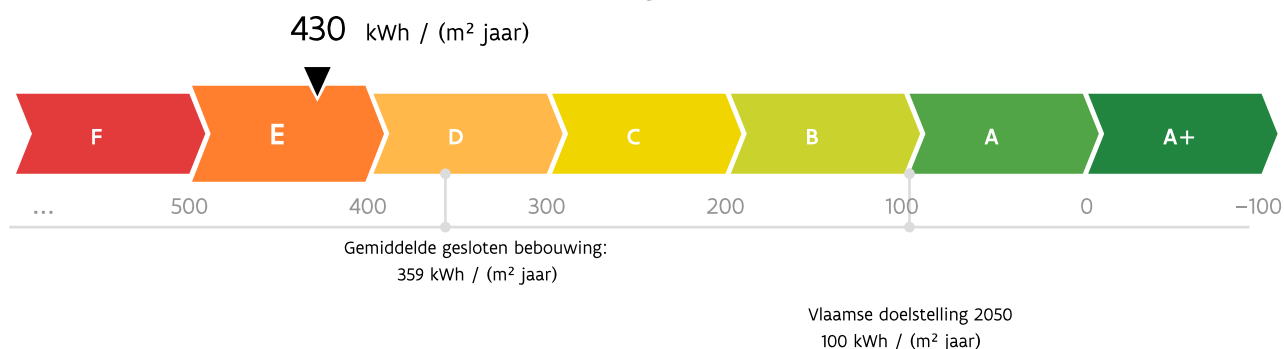 430 kWh / (m² jaar)
F E D C B A A+
... 500 400 300 200 100 0 −100
Gemiddelde gesloten bebouwing:
359 kWh / (m² jaar)
Vlaamse doelstelling 2050
100 kWh / (m² jaar)